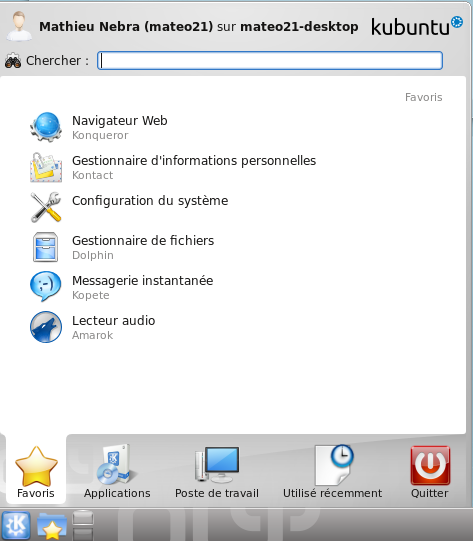 Mathieu Nebra (mateo21) sur mateo21-desktop kubuntu
Chercher :
Favoris
Navigateur Web
Konqueror
Gestionnaire d'informations personnelles
Kontact
Configuration du système
Gestionnaire de fichiers
Dolphin
Messagerie instantanée
Kopete
Lecteur audio
Amarok
Favoris Applications Poste de travail Utilisé récemment Quitter